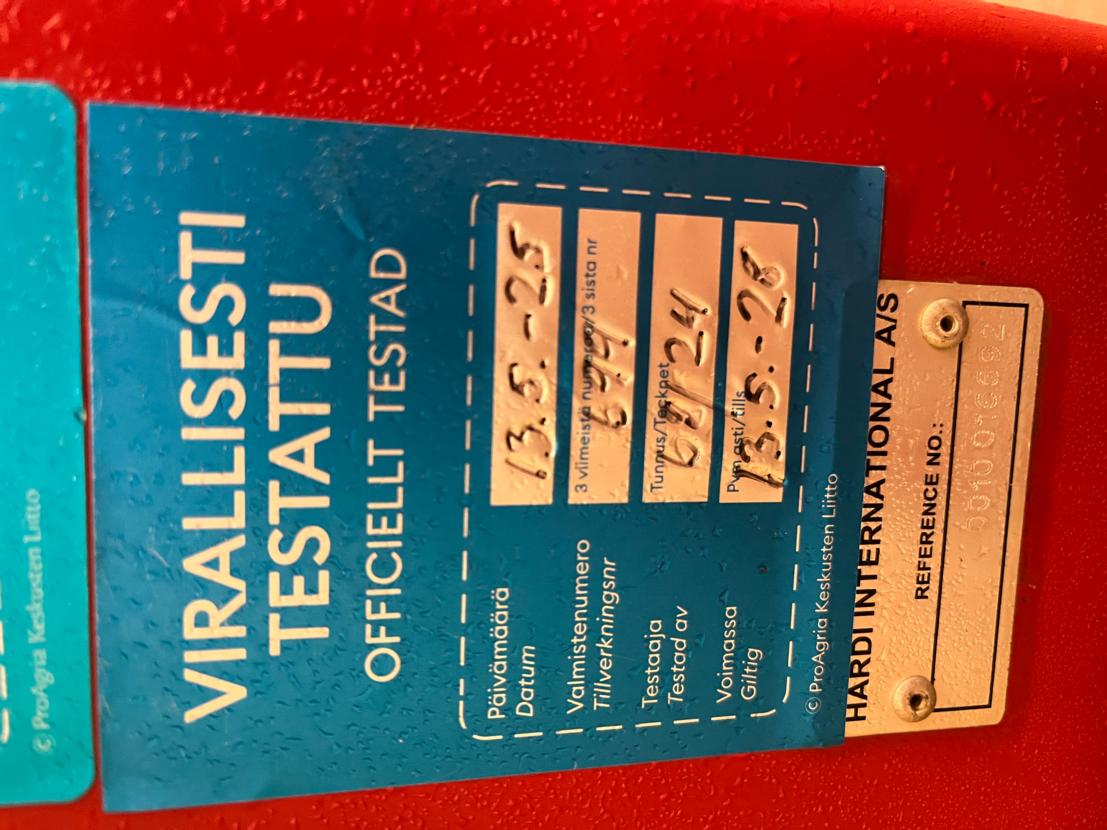 © ProAgria Keskusten Liitto
VIRALLISESTI
TESTATTU
OFFICIELLT TESTAD
Päivämäärä
Datum
13.5.-25
Valmistenumero
Tillverkningsnr
3 viimeistä numeroa/3 sista nr
699
Testaaja
Testad av
Tunnus/Tecknet
68/24
Voimassa
Giltig
Pvm asti/tills
13.5.-28
© ProAgria Keskusten Liitto
HARDI INTERNATIONAL A/S
REFERENCE NO.: